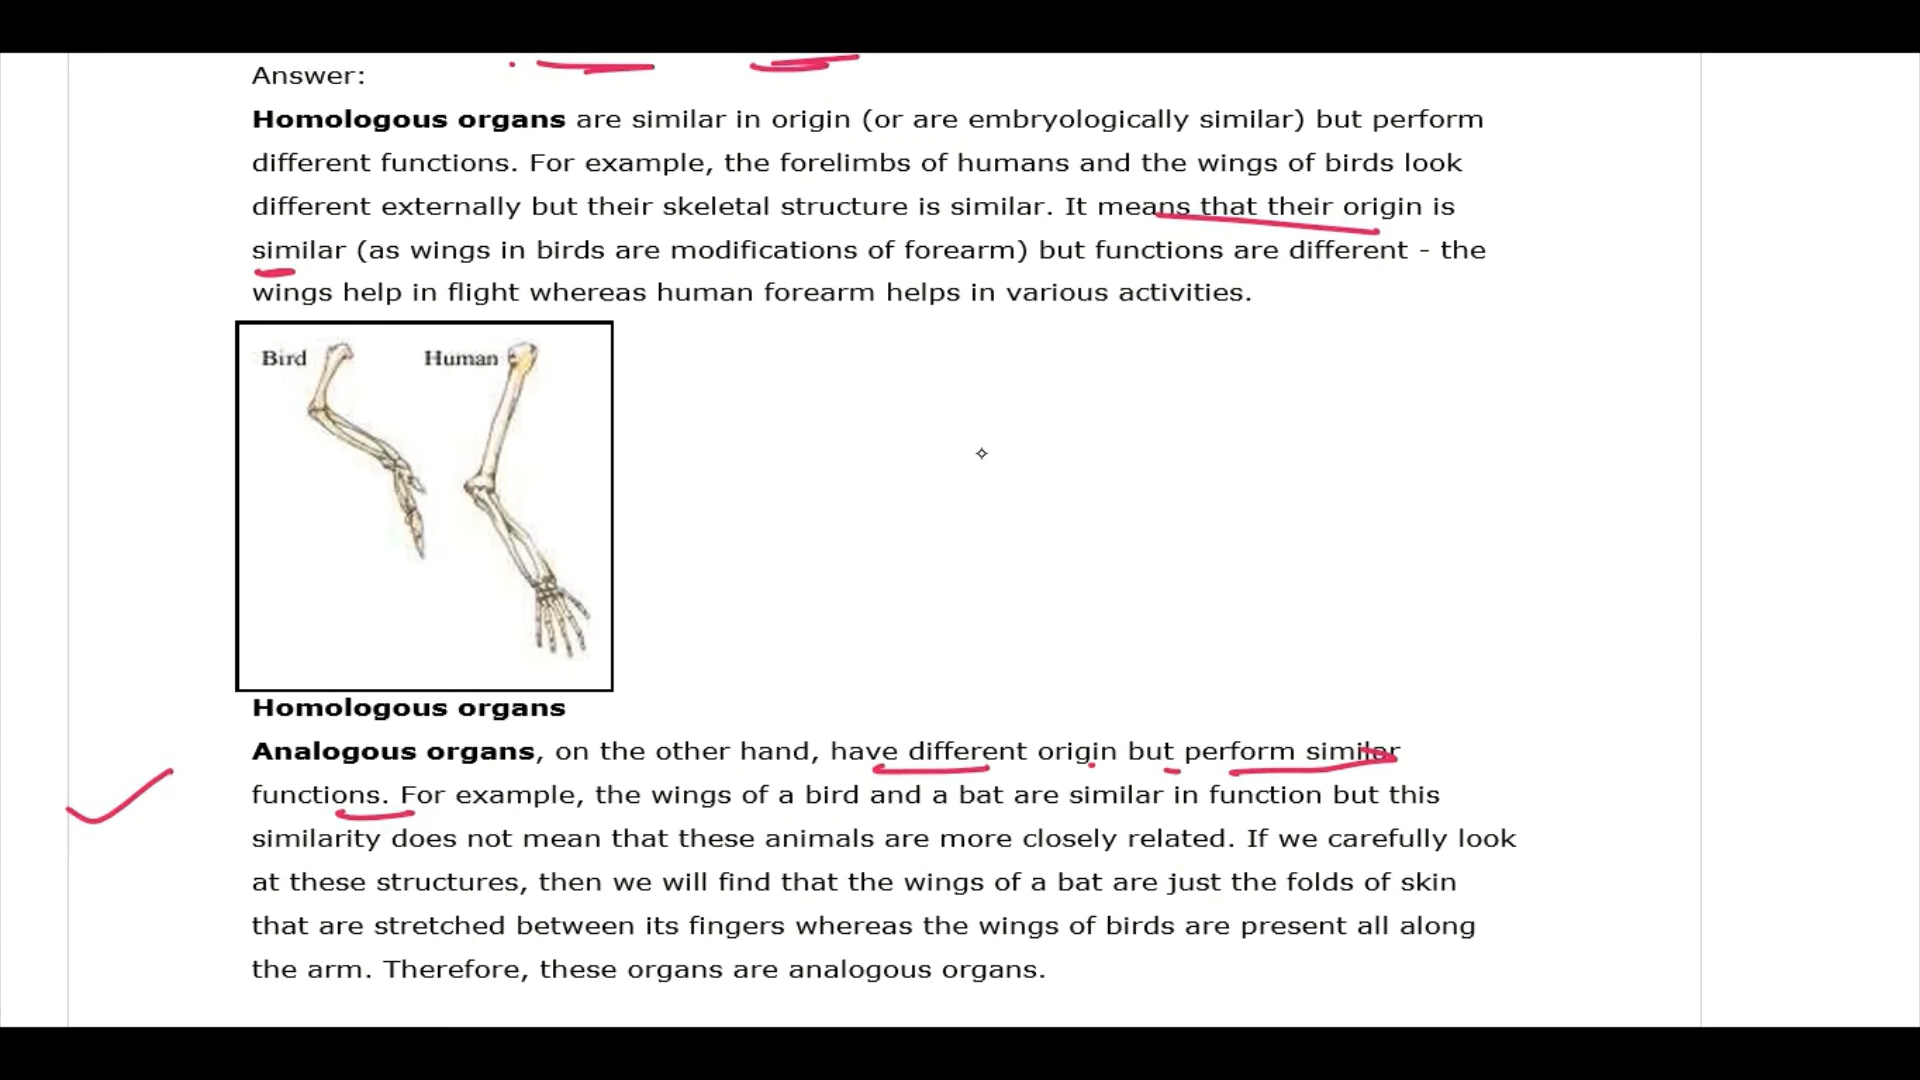 Answer:
Homologous organs are similar in origin (or are embryologically similar) but perform
different functions. For example, the forelimbs of humans and the wings of birds look
different externally but their skeletal structure is similar. It means that their origin is
similar (as wings in birds are modifications of forearm) but functions are different - the
wings help in flight whereas human forearm helps in various activities.
Bird Human
Homologous organs
Analogous organs, on the other hand, have different origin but perform similar
functions. For example, the wings of a bird and a bat are similar in function but this
similarity does not mean that these animals are more closely related. If we carefully look
at these structures, then we will find that the wings of a bat are just the folds of skin
that are stretched between its fingers whereas the wings of birds are present all along
the arm. Therefore, these organs are analogous organs.